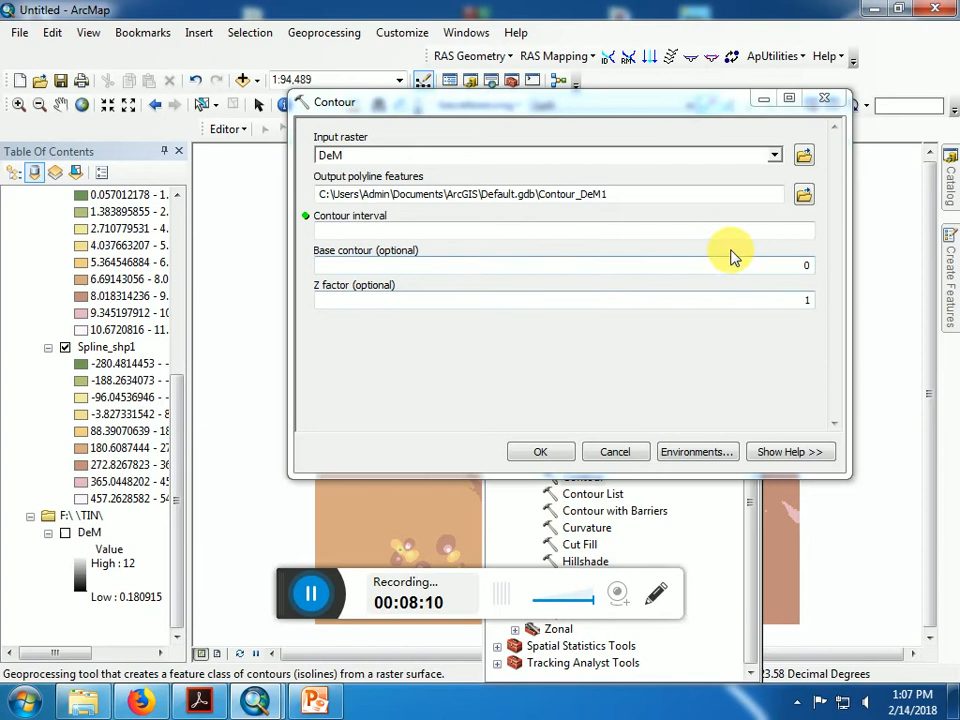 Untitled - ArcMap
File Edit View Bookmarks Insert Selection Geoprocessing Customize Windows Help
RAS Geometry RAS Mapping ApUtilities Help
1:94,489
Editor
Table Of Contents
0.057012178 - 1.
1.383895855 - 2.
2.710779531 - 4.
4.037663207 - 5.
5.364546884 - 6.
6.69143056 - 8.0
8.018314236 - 9.
9.345197912 - 10
10.6720816 - 11.
Spline_shp1
-280.4814453 - -
-188.2634073 - -
-96.04536946 - -
-3.827331542 - 8
88.39070639 - 18
180.6087443 - 27
272.8267823 - 36
365.0448202 - 45
457.2628582 - 54
F:\ \TIN\
DeM
Value
High : 12
Low : 0.180915
Contour
Input raster
DeM
Output polyline features
C:\Users\Admin\Documents\ArcGIS\Default.gdb\Contour_DeM1
Contour interval
Base contour (optional)
0
Z factor (optional)
1
OK Cancel Environments... Show Help >>
Contour List
Contour with Barriers
Curvature
Cut Fill
Hillshade
Zonal
Spatial Statistics Tools
Tracking Analyst Tools
Recording...
00:08:10
Catalog
Create Features
Geoprocessing tool that creates a feature class of contours (isolines) from a raster surface.
23.58 Decimal Degrees
1:07 PM
2/14/2018